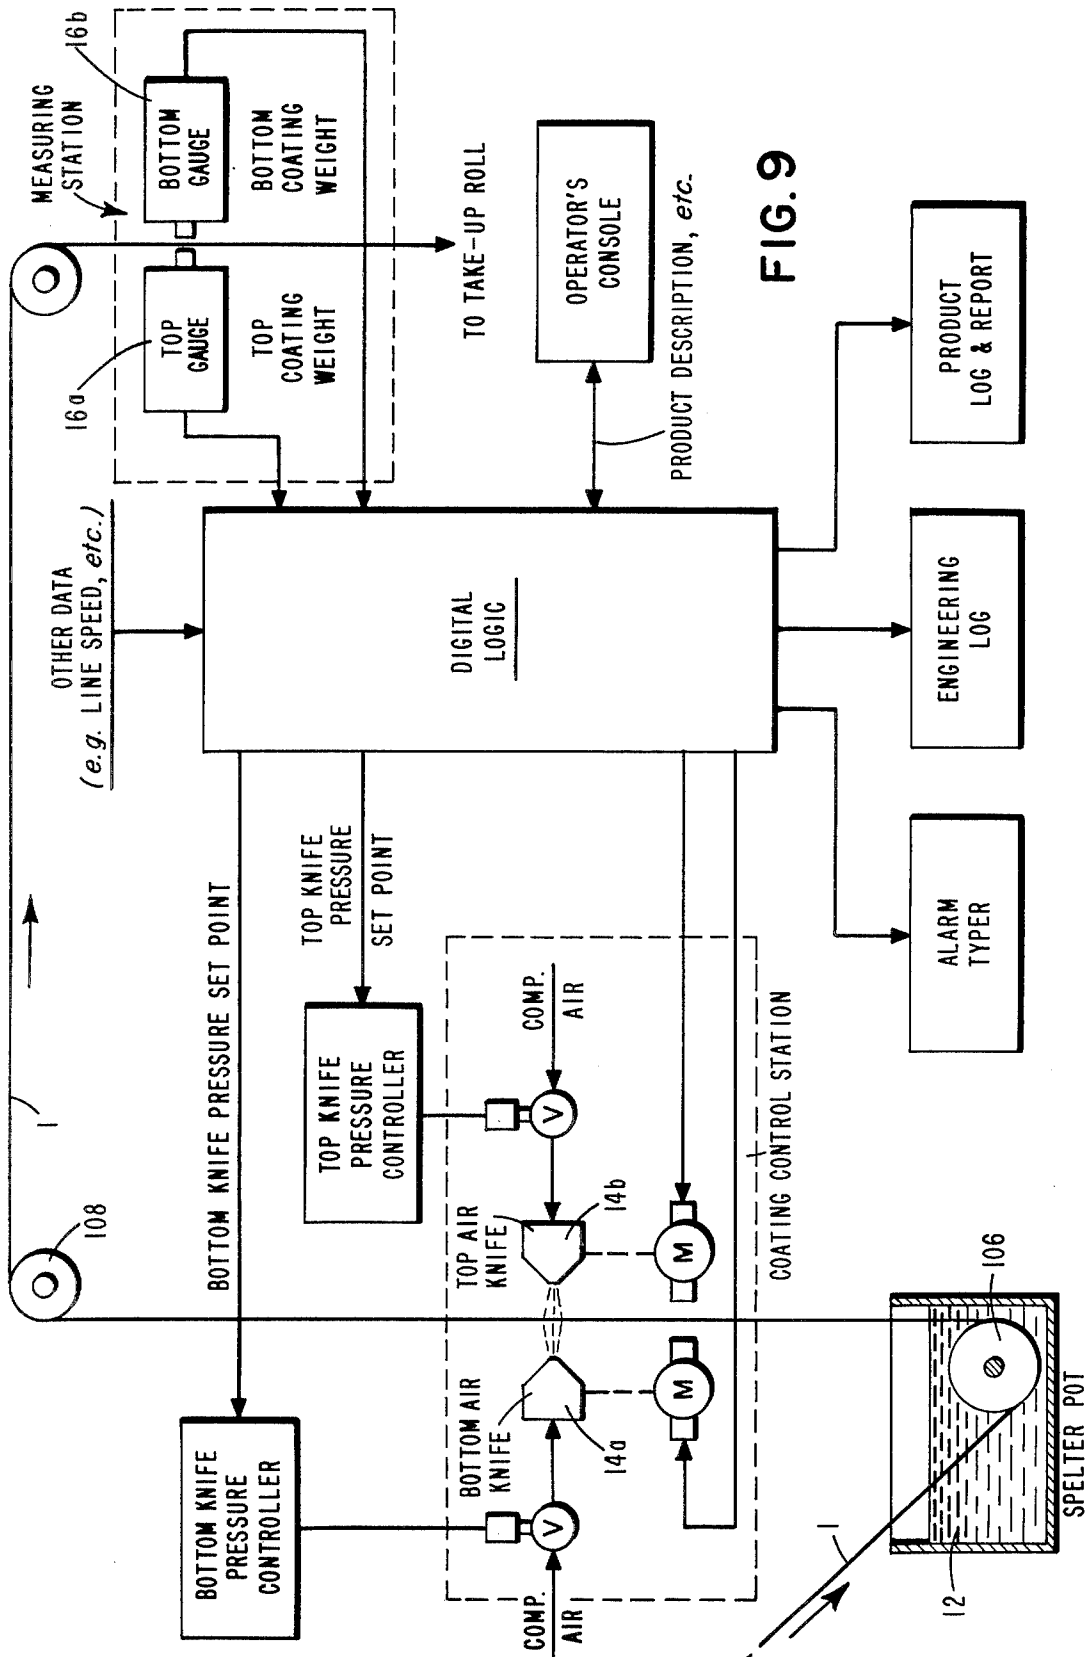 16a
16b
MEASURING
STATION
TOP
GAUGE
BOTTOM
GAUGE
TOP
COATING
WEIGHT
BOTTOM
COATING
WEIGHT
TO TAKE-UP ROLL
1
108
OTHER DATA
(e.g. LINE SPEED, etc.)
BOTTOM KNIFE PRESSURE SET POINT
TOP KNIFE
PRESSURE
SET POINT
BOTTOM KNIFE
PRESSURE
CONTROLLER
TOP KNIFE
PRESSURE
CONTROLLER
DIGITAL
LOGIC
OPERATOR'S
CONSOLE
PRODUCT DESCRIPTION, etc.
COMP.
AIR
V
BOTTOM AIR
KNIFE
14a
TOP AIR
KNIFE
14b
V
COMP.
AIR
M
M
COATING CONTROL STATION
1
12
106
SPELTER POT
ALARM
TYPER
ENGINEERING
LOG
PRODUCT
LOG & REPORT
FIG. 9